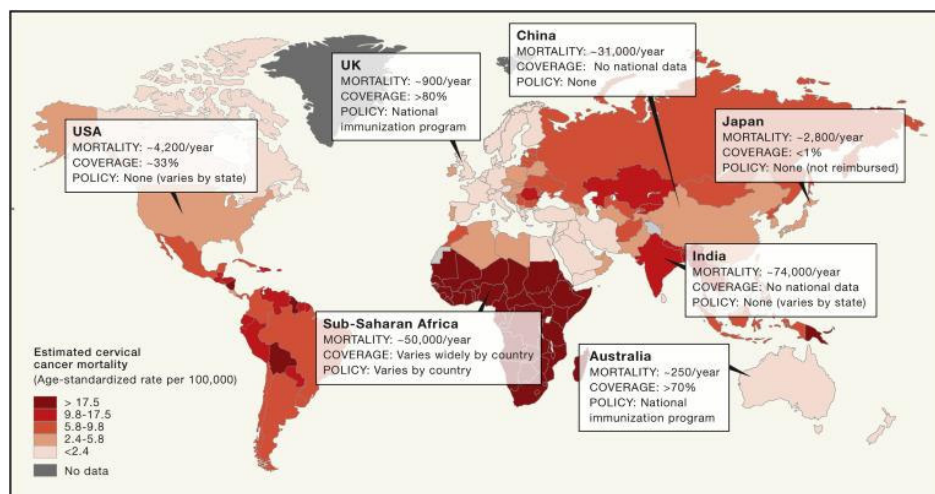 China
MORTALITY: ~31,000/year
COVERAGE: No national data
POLICY: None
UK
MORTALITY: ~900/year
COVERAGE: >80%
POLICY: National
immunization program
USA
MORTALITY: ~4,200/year
COVERAGE: ~33%
POLICY: None (varies by state)
Japan
MORTALITY: ~2,800/year
COVERAGE: <1%
POLICY: None (not reimbursed)
India
MORTALITY: ~74,000/year
COVERAGE: No national data
POLICY: None (varies by state)
Sub-Saharan Africa
MORTALITY: ~50,000/year
COVERAGE: Varies widely by country
POLICY: Varies by country
Australia
MORTALITY: ~250/year
COVERAGE: >70%
POLICY: National
immunization program
Estimated cervical
cancer mortality
(Age-standardized rate per 100,000)
> 17.5
9.8-17.5
5.8-9.8
2.4-5.8
<2.4
No data